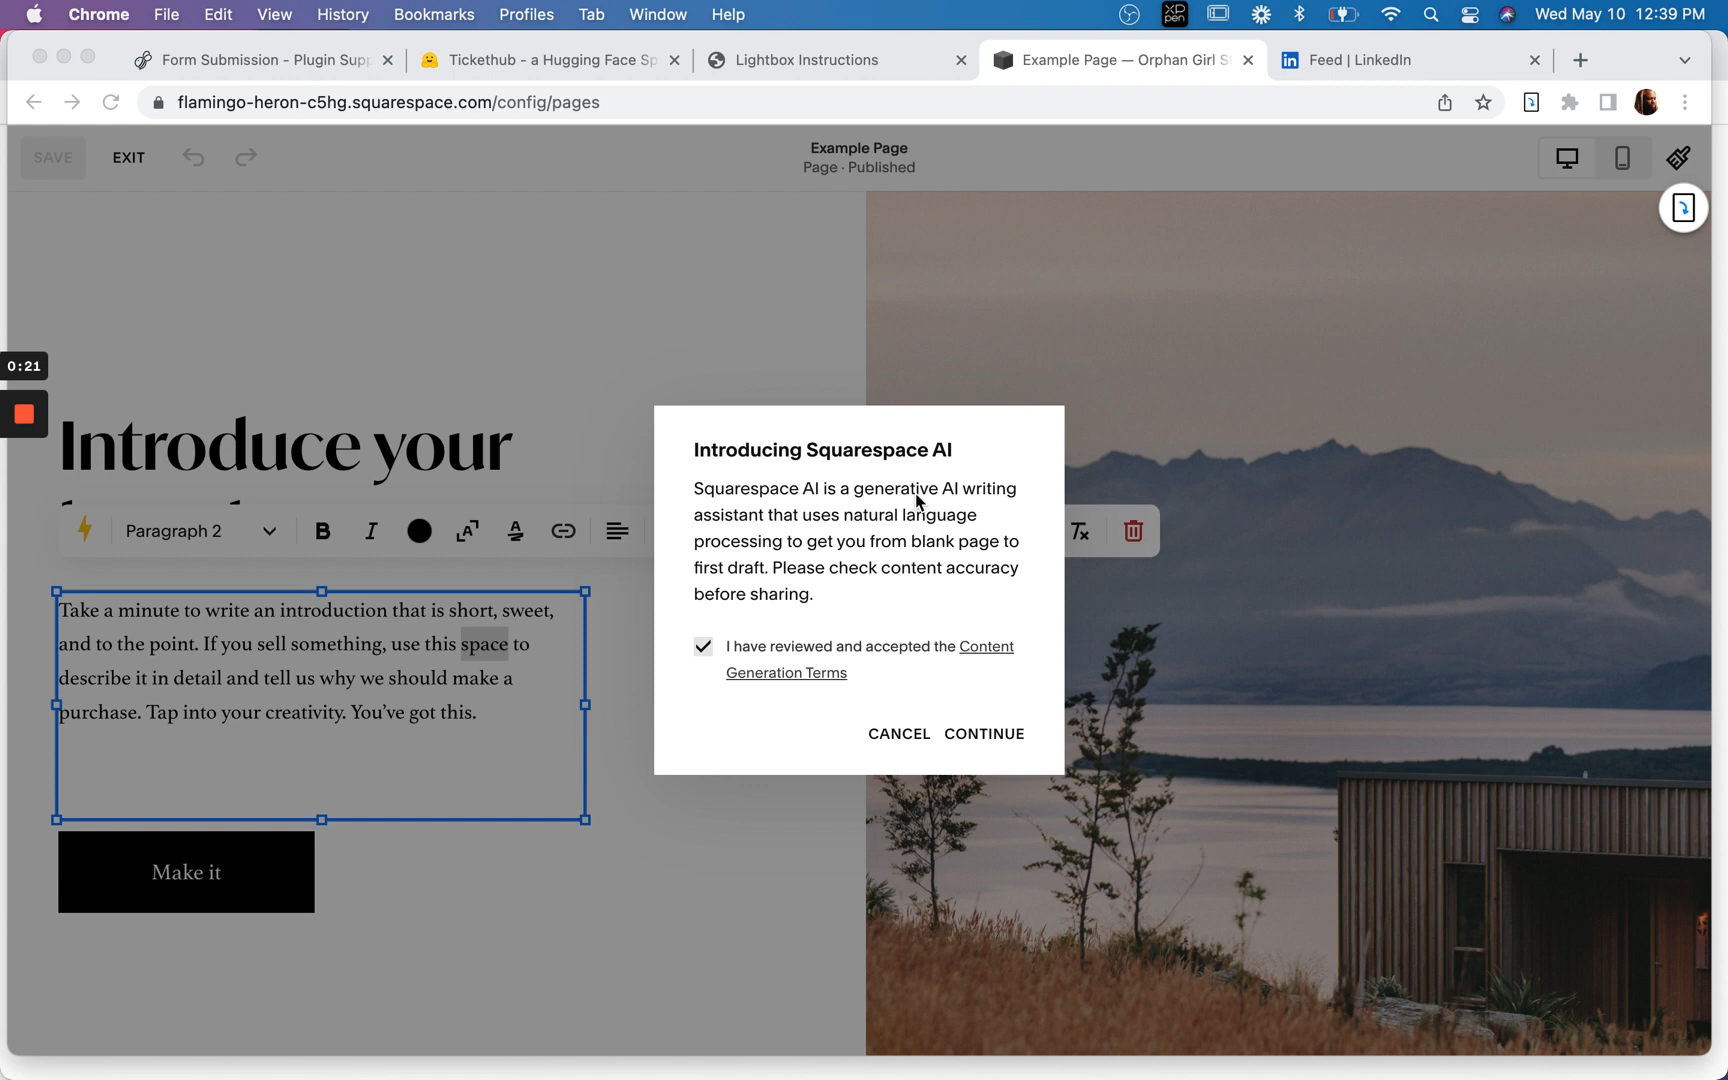 Chrome File Edit View History Bookmarks Profiles Tab Window Help XP pen Wed May 10 12:39 PM
Form Submission - Plugin Supp Tickethub - a Hugging Face Sp Lightbox Instructions Example Page — Orphan Girl S Feed | LinkedIn
flamingo-heron-c5hg.squarespace.com/config/pages
SAVE EXIT
Example Page
Page · Published
0:21
Introduce your
Paragraph 2
Take a minute to write an introduction that is short, sweet,
and to the point. If you sell something, use this space to
describe it in detail and tell us why we should make a
purchase. Tap into your creativity. You’ve got this.
Make it
Introducing Squarespace AI
Squarespace AI is a generative AI writing
assistant that uses natural language
processing to get you from blank page to
first draft. Please check content accuracy
before sharing.
I have reviewed and accepted the Content
Generation Terms
CANCEL CONTINUE